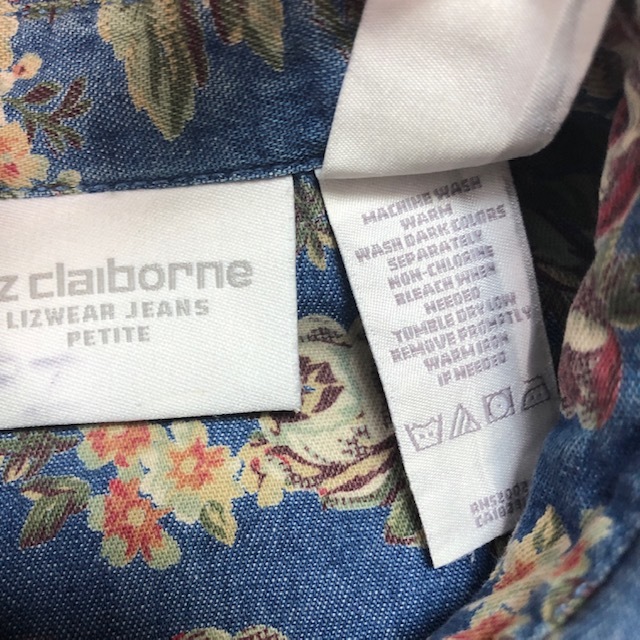 z claiborne
LIZWEAR JEANS
PETITE
MACHINE WASH
WARM
WASH DARK COLORS
SEPARATELY
NON-CHLORINE
BLEACH WHEN
NEEDED
TUMBLE DRY LOW
REMOVE PROMPTLY
WARM IRON
IF NEEDED